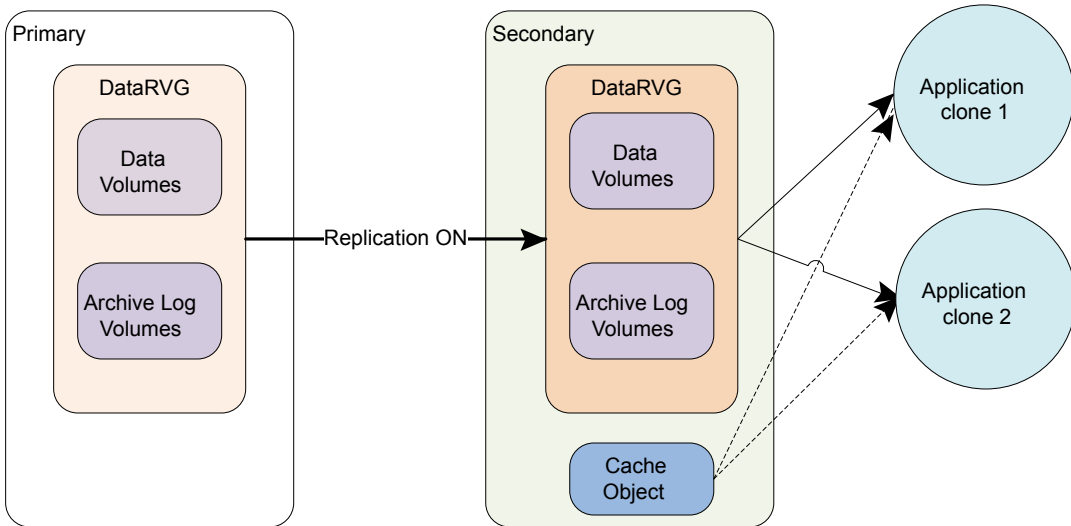 Primary
DataRVG
Data
Volumes
Archive Log
Volumes
Replication ON
Secondary
DataRVG
Data
Volumes
Archive Log
Volumes
Cache
Object
Application
clone 1
Application
clone 2